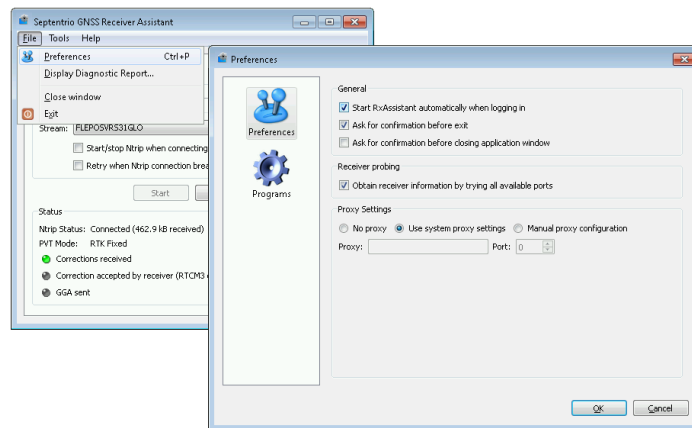 Septentrio GNSS Receiver Assistant
File Tools Help
Preferences Ctrl+P
Display Diagnostic Report...
Close window
Exit
Stream: FLEPOSVRS31GLO
Start/stop Ntrip when connecting
Retry when Ntrip connection brea
Start
Status
Ntrip Status: Connected (462.9 kB received)
PVT Mode: RTK Fixed
Corrections received
Correction accepted by receiver (RTCM3
GGA sent
Preferences
Preferences
Programs
General
Start RxAssistant automatically when logging in
Ask for confirmation before exit
Ask for confirmation before closing application window
Receiver probing
Obtain receiver information by trying all available ports
Proxy Settings
No proxy Use system proxy settings Manual proxy configuration
Proxy: Port: 0
OK Cancel